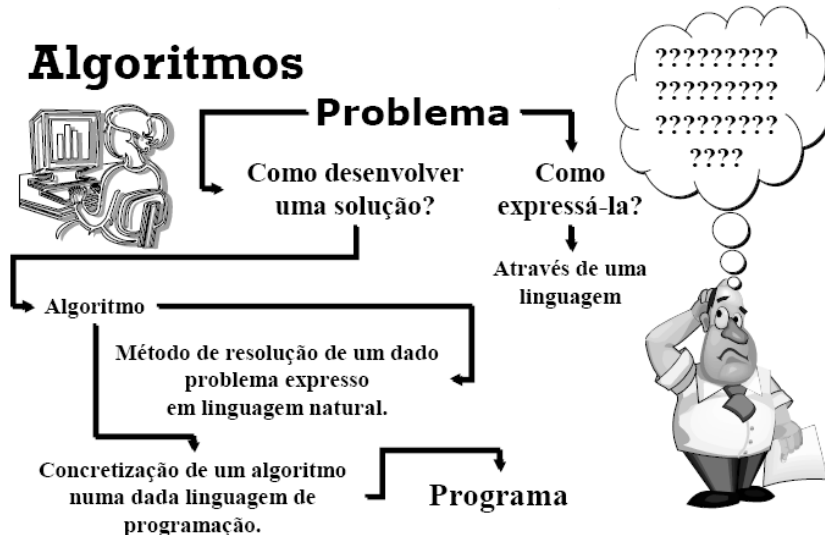 Algoritmos
Problema
Como desenvolver
uma solução?
Como
expressá-la?
Através de uma
linguagem
Algoritmo
Método de resolução de um dado
problema expresso
em linguagem natural.
Concretização de um algoritmo
numa dada linguagem de
programação.
Programa
?????????
?????????
?????????
????